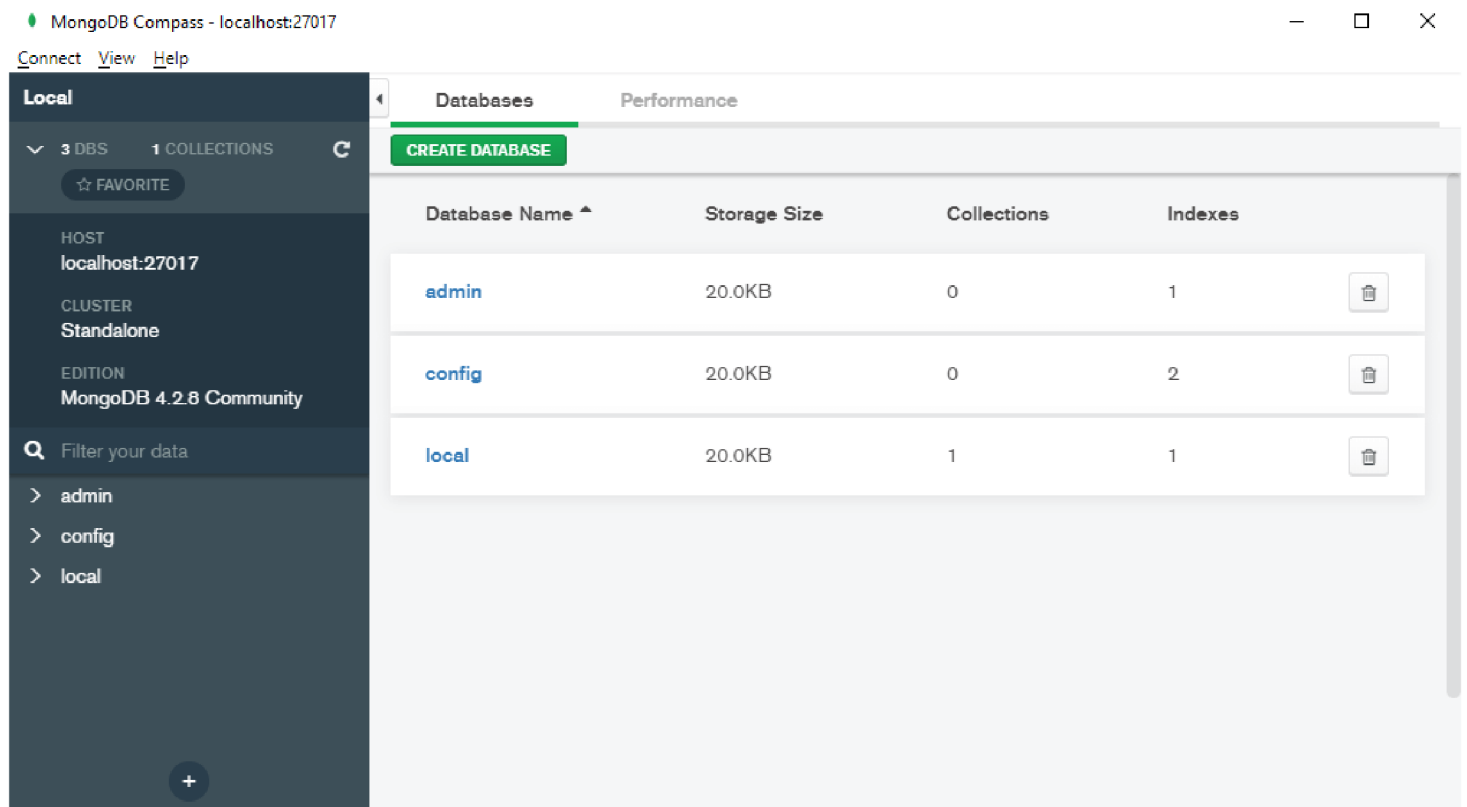 MongoDB Compass - localhost:27017
Connect View Help
Local
3 DBS 1 COLLECTIONS
FAVORITE
HOST
localhost:27017
CLUSTER
Standalone
EDITION
MongoDB 4.2.8 Community
Filter your data
admin
config
local
Databases Performance
CREATE DATABASE
Database Name Storage Size Collections Indexes
admin 20.0KB 0 1
config 20.0KB 0 2
local 20.0KB 1 1